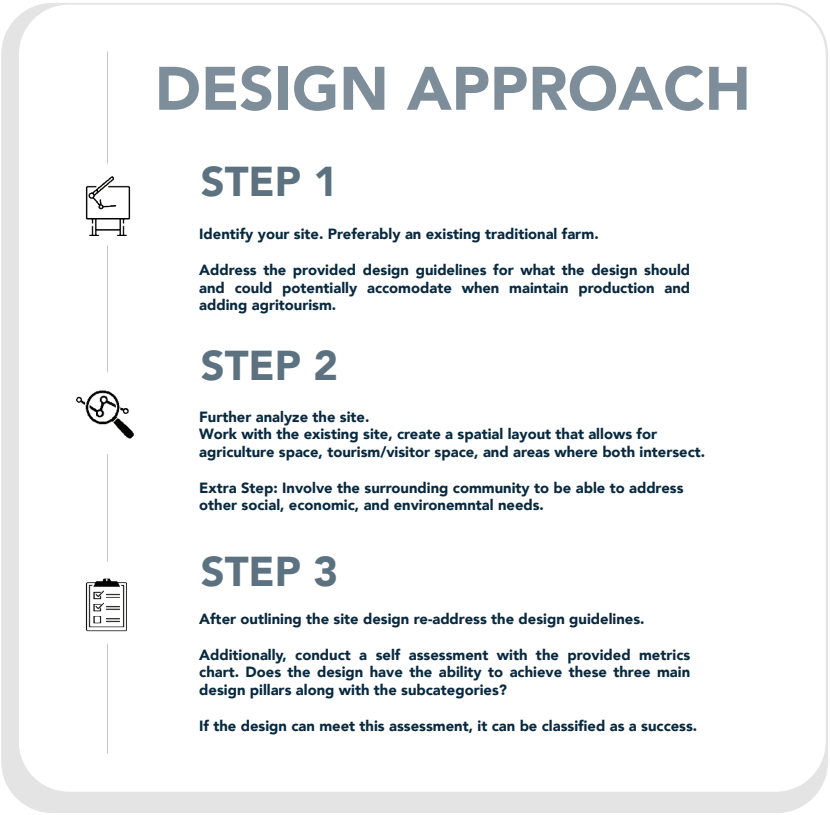 DESIGN APPROACH
STEP 1
Identify your site. Preferably an existing traditional farm.
Address the provided design guidelines for what the design should
and could potentially accomodate when maintain production and
adding agritourism.
STEP 2
Further analyze the site.
Work with the existing site, create a spatial layout that allows for
agriculture space, tourism/visitor space, and areas where both intersect.
Extra Step: Involve the surrounding community to be able to address
other social, economic, and environemntal needs.
STEP 3
After outlining the site design re-address the design guidelines.
Additionally, conduct a self assessment with the provided metrics
chart. Does the design have the ability to achieve these three main
design pillars along with the subcategories?
If the design can meet this assessment, it can be classified as a success.